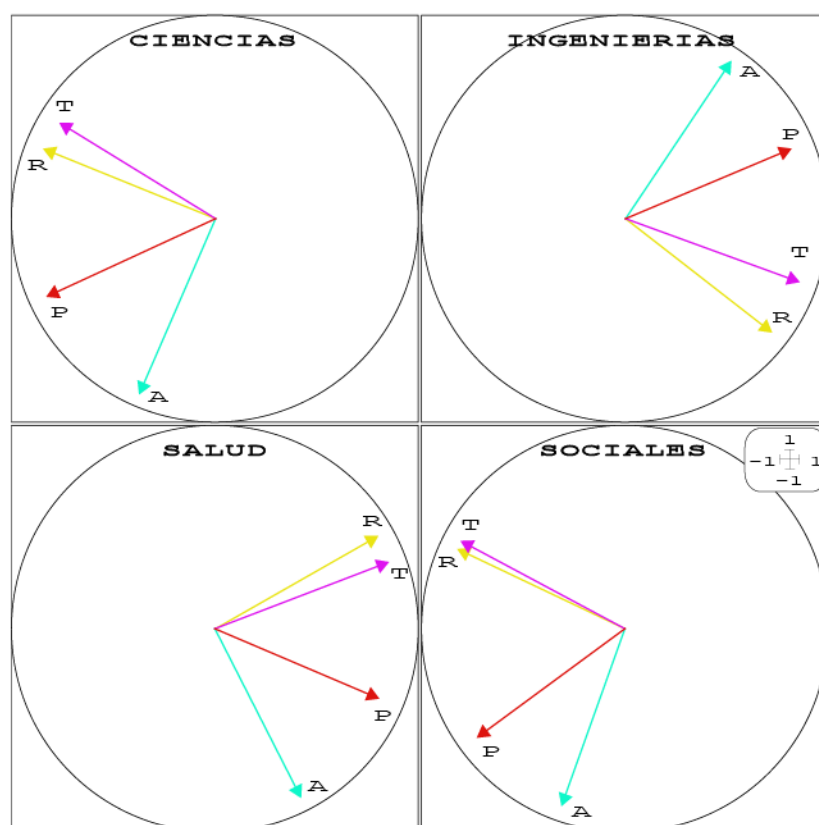 CIENCIAS
T
R
P
A
INGENIERIAS
A
P
T
R
SALUD
R
T
P
A
SOCIALES
1
-1 1
-1
T
R
P
A